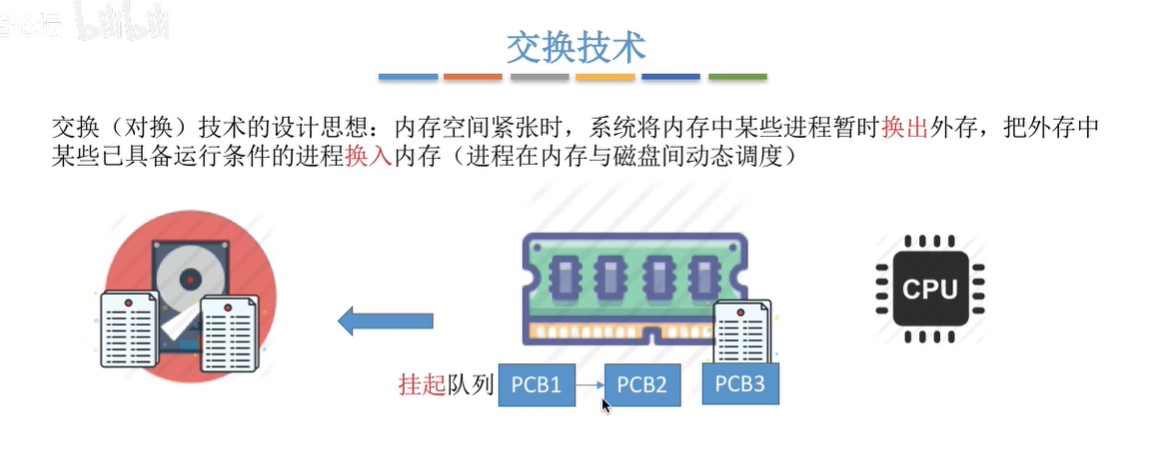 bilibili
交换技术
交换（对换）技术的设计思想：内存空间紧张时，系统将内存中某些进程暂时换出外存，把外存中
某些已具备运行条件的进程换入内存（进程在内存与磁盘间动态调度）
CPU
挂起队列 PCB1 PCB2 PCB3